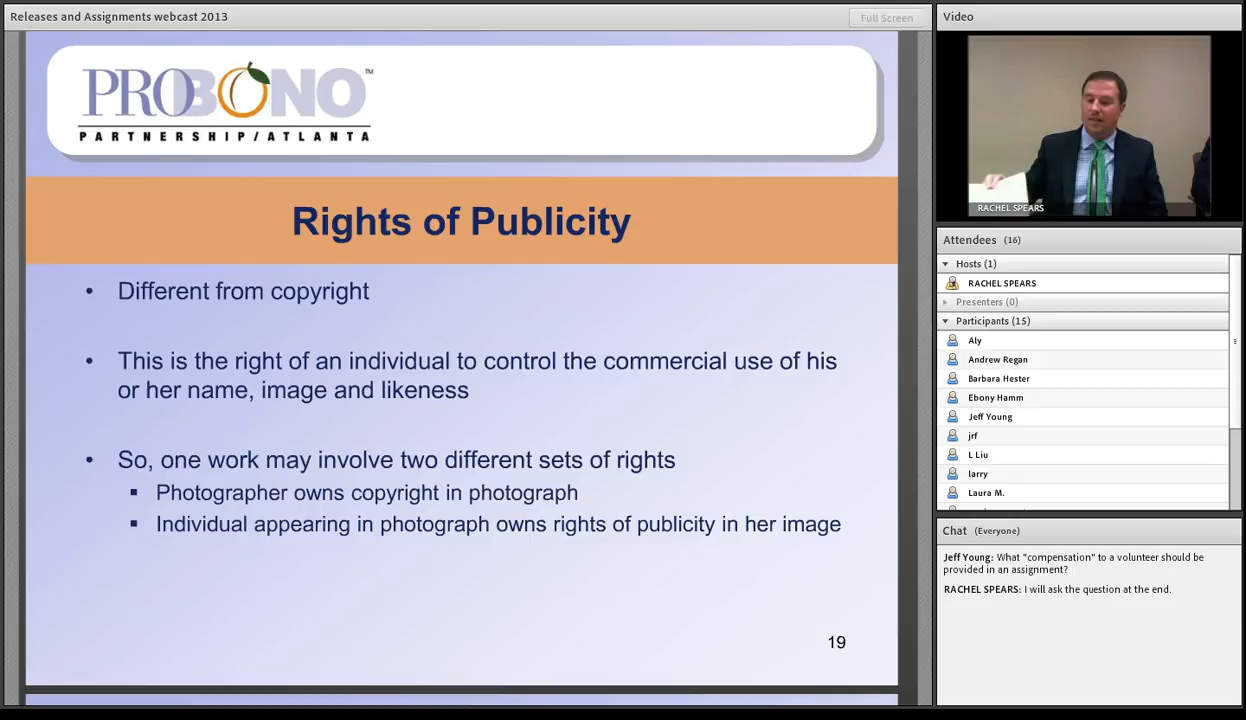 Releases and Assignments webcast 2013
Full Screen
PROBONO™
PARTNERSHIP/ATLANTA
Rights of Publicity
• Different from copyright
• This is the right of an individual to control the commercial use of his
or her name, image and likeness
• So, one work may involve two different sets of rights
▪ Photographer owns copyright in photograph
▪ Individual appearing in photograph owns rights of publicity in her image
19
Video
RACHEL SPEARS
Attendees (16)
Hosts (1)
RACHEL SPEARS
Presenters (0)
Participants (15)
Aly
Andrew Regan
Barbara Hester
Ebony Hamm
Jeff Young
jrf
L Liu
larry
Laura M.
Chat (Everyone)
Jeff Young: What "compensation" to a volunteer should be
provided in an assignment?
RACHEL SPEARS: I will ask the question at the end.